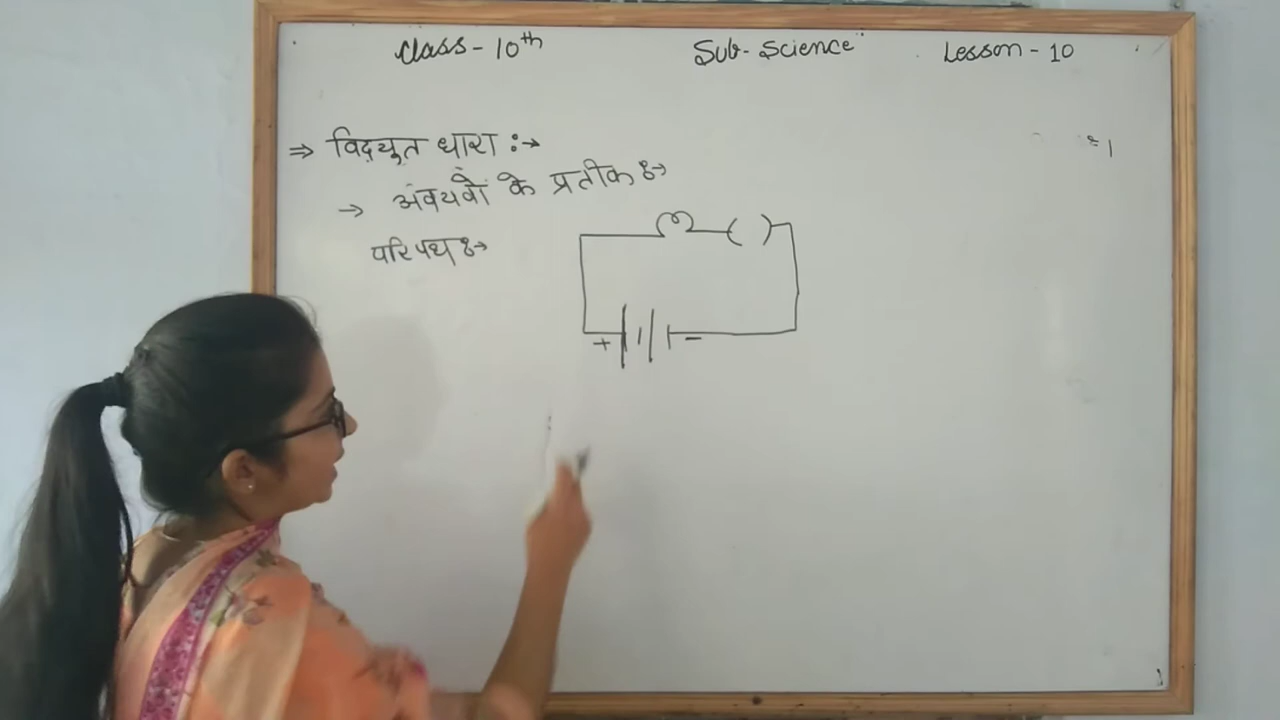 Class - 10th Sub - Science Lesson - 10
⇒ विद्युत धारा :→
→ अवयवों के प्रतीक :→
परिपथ :→
+ -